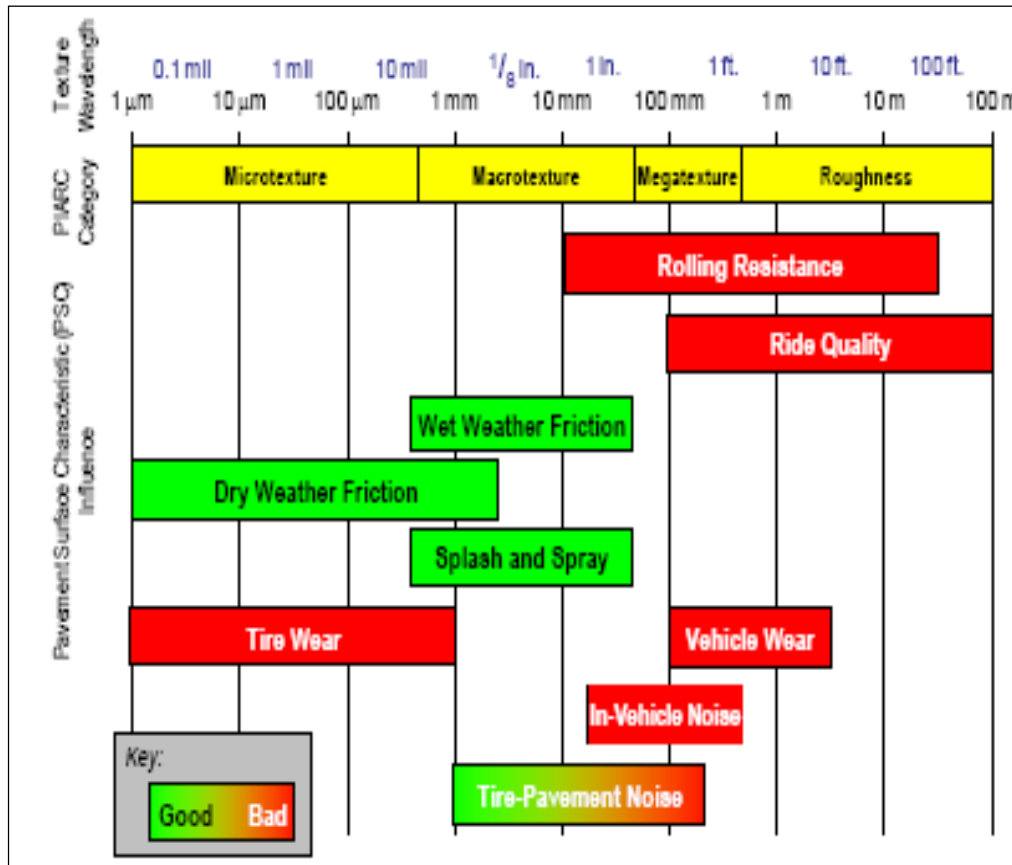 Texture
Wavelength
0.1 mil 1 mil 10 mil 1/8 in. 1 in. 1 ft. 10 ft. 100 ft.
1 µm 10 µm 100 µm 1 mm 10 mm 100 mm 1 m 10 m 100 m
PIARC
Category
Microtexture Macrotexture Megatexture Roughness
Pavement Surface Characteristic (PSC)
Influence
Rolling Resistance
Ride Quality
Wet Weather Friction
Dry Weather Friction
Splash and Spray
Tire Wear Vehicle Wear
In-Vehicle Noise
Tire-Pavement Noise
Key:
Good Bad